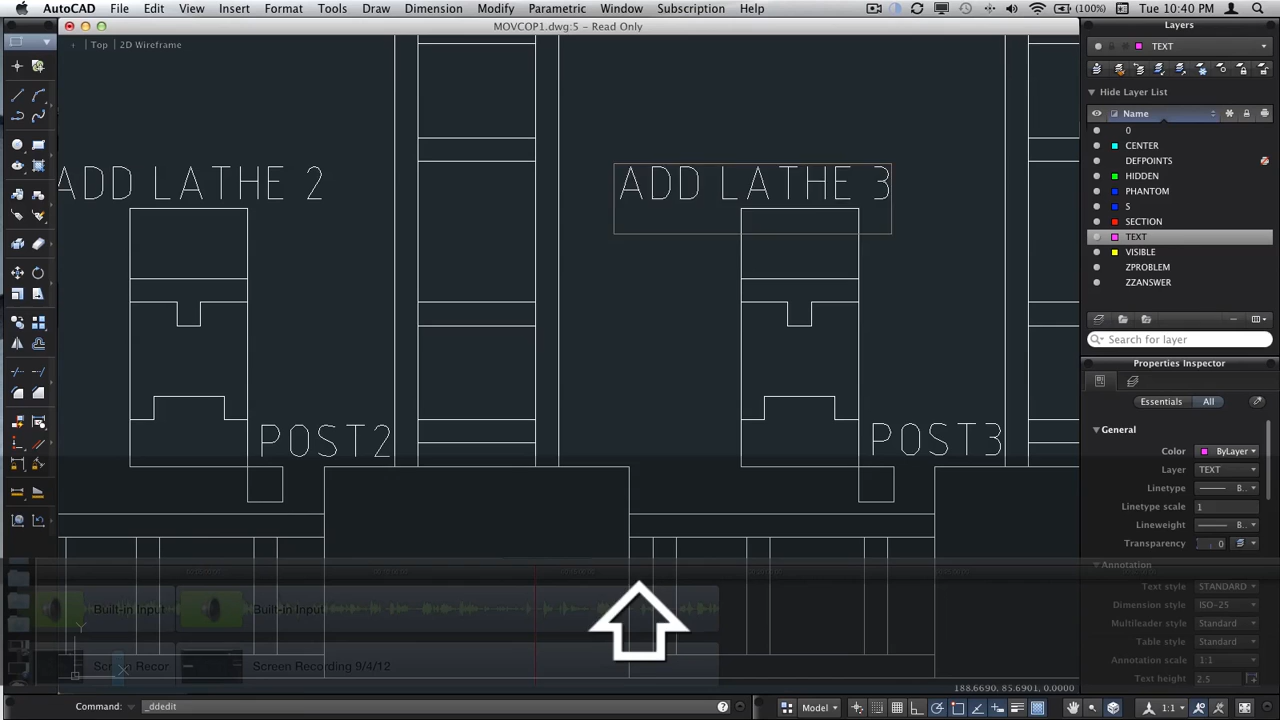 AutoCAD File Edit View Insert Format Tools Draw Dimension Modify Parametric Window Subscription Help (100%) Tue 10:40 PM
MOVCOP1.dwg:5 - Read Only
Layers
Top 2D Wireframe
TEXT
Hide Layer List
Name
0
CENTER
DEFPOINTS
HIDDEN
PHANTOM
S
SECTION
TEXT
VISIBLE
ZPROBLEM
ZZANSWER
Search for layer
ADD LATHE 2
ADD LATHE 3
POST2
POST3
Properties Inspector
Essentials All
General
Color ByLayer
Layer TEXT
Linetype B..
Linetype scale 1
Lineweight B..
Transparency 0
Annotation
Text style STANDARD
Dimension style ISO-25
Multileader style Standard
Table style Standard
Annotation scale 1:1
Text height 2.5
Built-in Input Built-in Input
Screen Recor Screen Recording 9/4/12
Y
X
188.6690, 85.6901, 0.0000
Command: _ddedit
Model 1:1